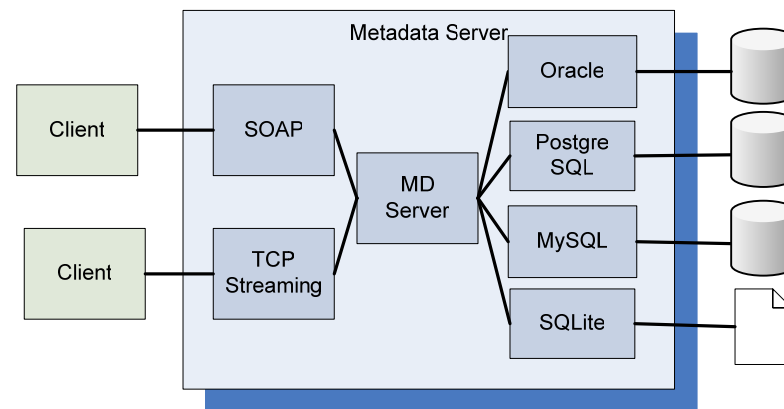 Metadata Server
Oracle
Client
SOAP
Postgre
SQL
MD
Server
MySQL
Client
TCP
Streaming
SQLite